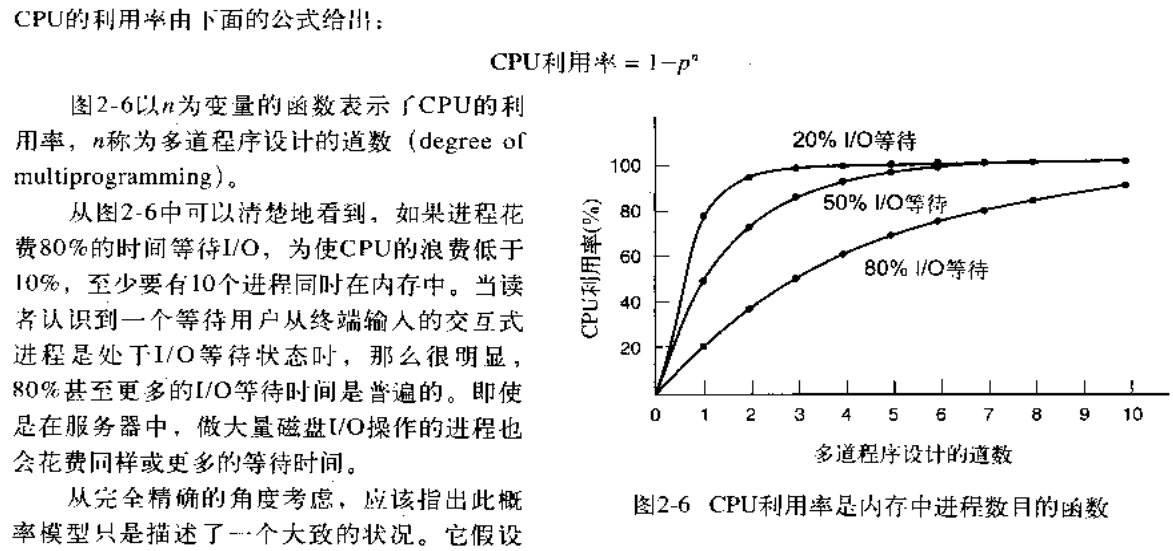 CPU的利用率由下面的公式给出：
CPU利用率 = 1−pⁿ
图2-6以n为变量的函数表示了CPU的利
用率，n称为多道程序设计的道数（degree of
multiprogramming）。
从图2-6中可以清楚地看到，如果进程花
费80%的时间等待I/O，为使CPU的浪费低于
10%，至少要有10个进程同时在内存中。当读
者认识到一个等待用户从终端输入的交互式
进程是处于I/O等待状态时，那么很明显，
80%甚至更多的I/O等待时间是普遍的。即使
是在服务器中，做大量磁盘I/O操作的进程也
会花费同样或更多的等待时间。
从完全精确的角度考虑，应该指出此概
率模型只是描述了一个大致的状况。它假设
20% I/O等待
50% I/O等待
80% I/O等待
CPU利用率(%)
100
80
60
40
20
0 1 2 3 4 5 6 7 8 9 10
多道程序设计的道数
图2-6 CPU利用率是内存中进程数目的函数